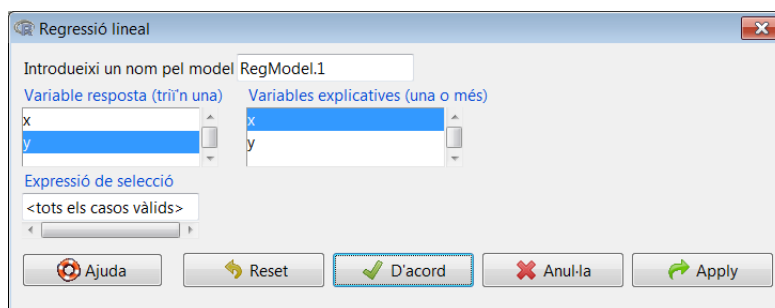 Regressió lineal
Introdueixi un nom pel model RegModel.1
Variable resposta (triï'n una) Variables explicatives (una o més)
x x
y y
Expressió de selecció
<tots els casos vàlids>
Ajuda Reset D'acord Anul·la Apply